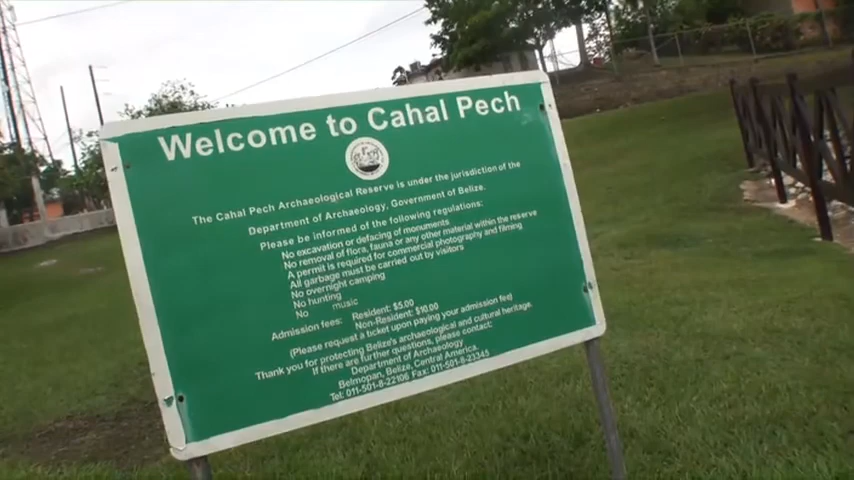 Welcome to Cahal Pech
The Cahal Pech Archaeological Reserve is under the jurisdiction of the
Department of Archaeology, Government of Belize.
Please be informed of the following regulations:
No excavation or defacing of monuments
No removal of flora, fauna or any other material within the reserve
A permit is required for commercial photography and filming
All garbage must be carried out by visitors
No overnight camping
No hunting
No music
Admission fees: Resident: $5.00
Non-Resident: $10.00
(Please request a ticket upon paying your admission fee)
Thank you for protecting Belize's archaeological and cultural heritage.
If there are further questions, please contact:
Department of Archaeology
Belmopan, Belize, Central America.
Tel: 011-501-8-22106 Fax: 011-501-8-23345